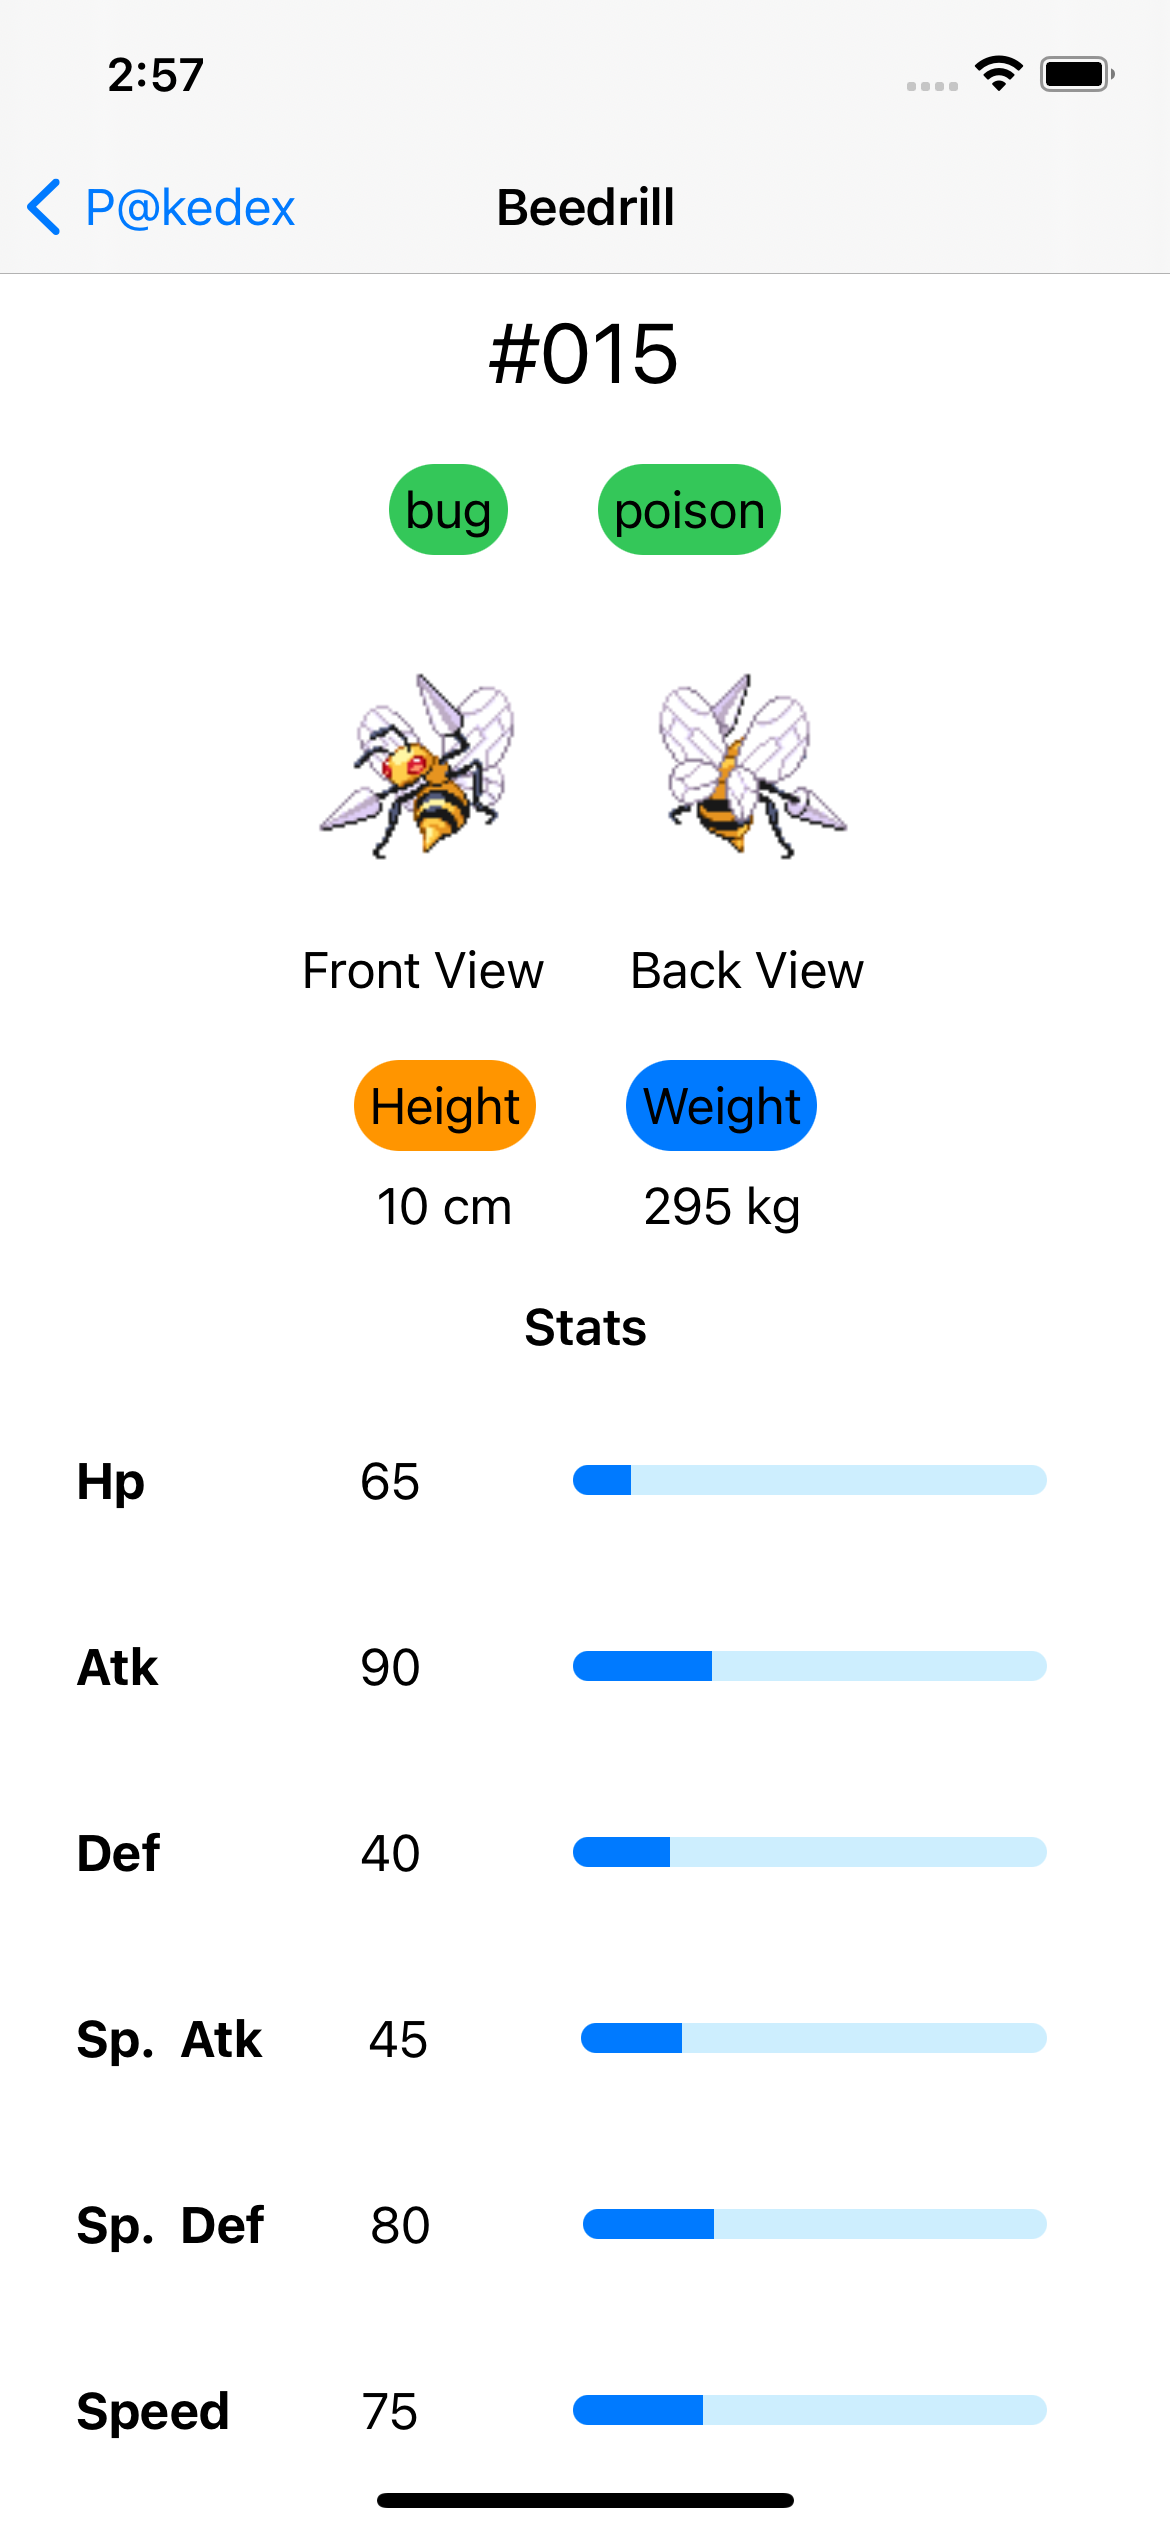 2:57
P@kedex Beedrill
#015
bug poison
Front View Back View
Height Weight
10 cm 295 kg
Stats
Hp 65
Atk 90
Def 40
Sp. Atk 45
Sp. Def 80
Speed 75